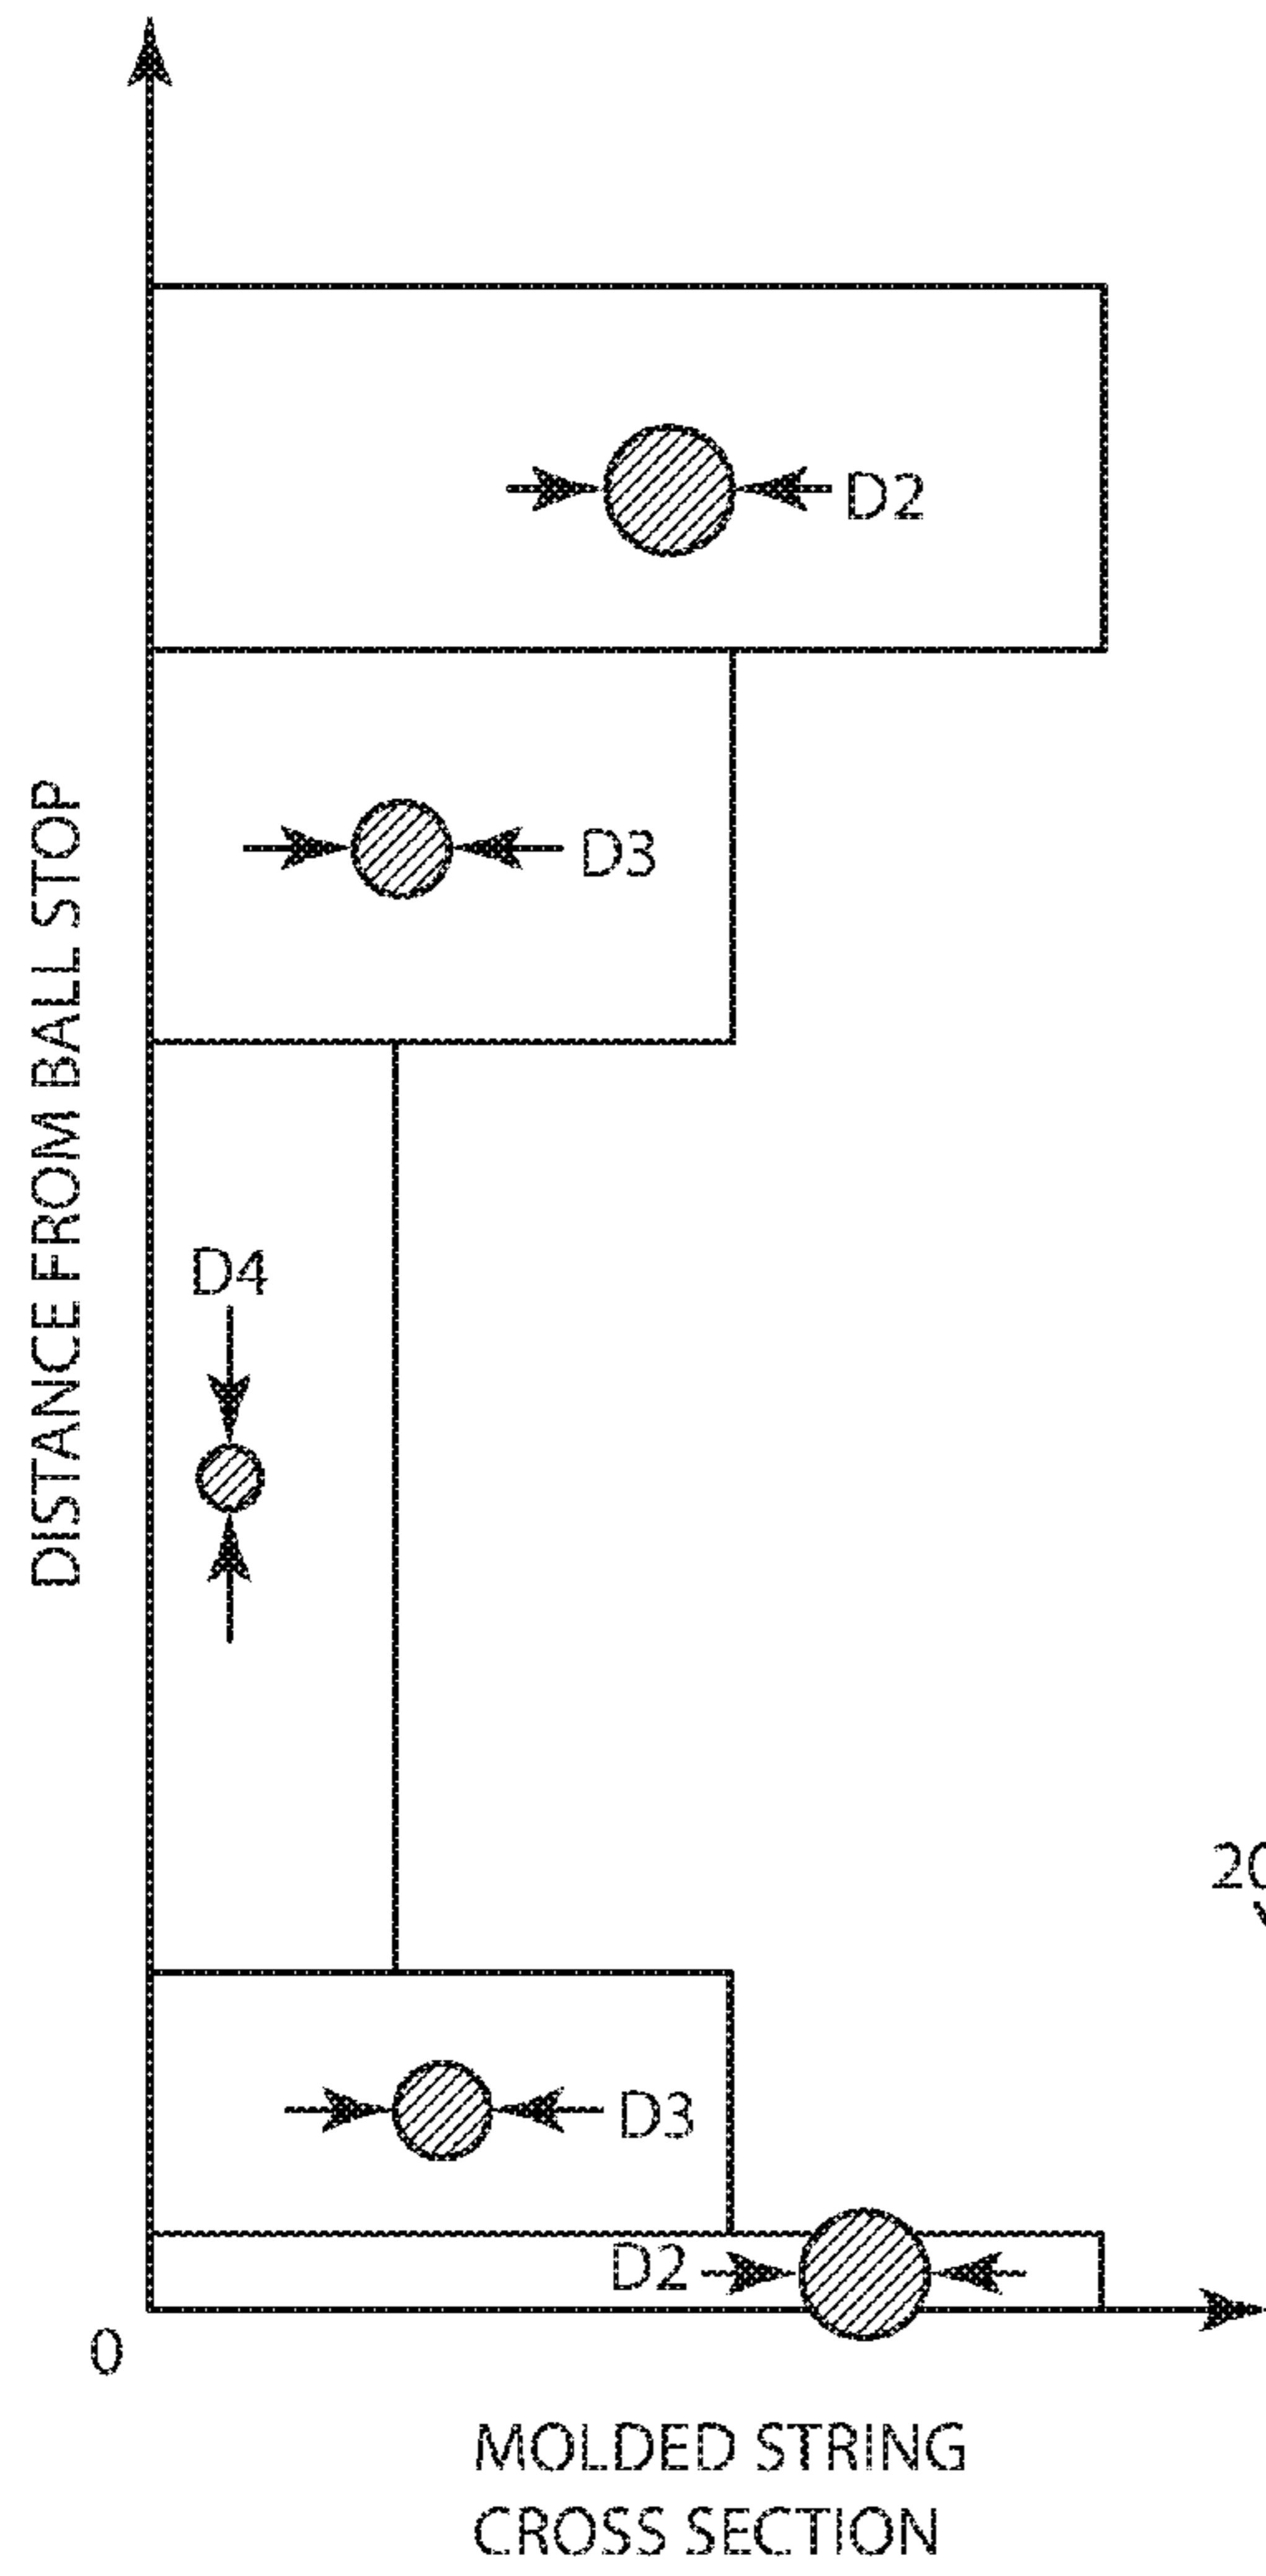 D2
D3
DISTANCE FROM BALL STOP
D4
D3
D2
0
MOLDED STRING
CROSS SECTION